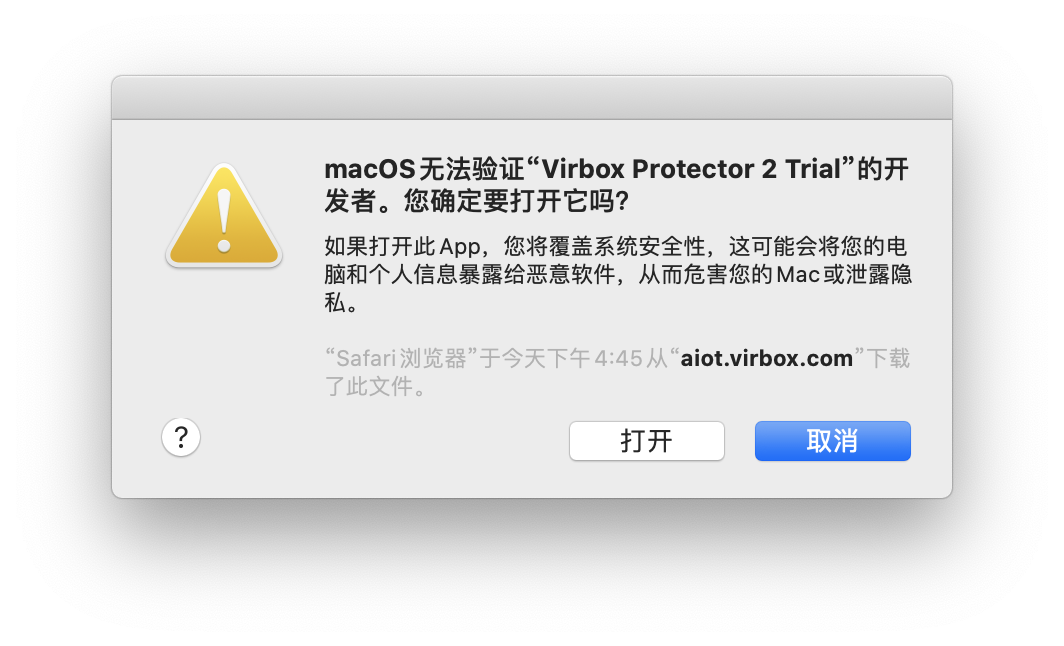 macOS无法验证“Virbox Protector 2 Trial”的开
发者。您确定要打开它吗?
如果打开此App，您将覆盖系统安全性，这可能会将您的电
脑和个人信息暴露给恶意软件，从而危害您的Mac或泄露隐
私。
“Safari浏览器”于今天下午4:45从“aiot.virbox.com”下载
了此文件。
? 打开 取消